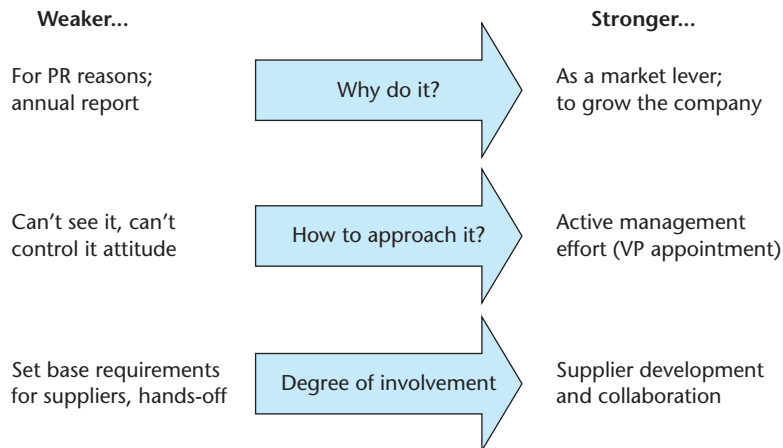 Weaker...
Stronger...
For PR reasons;
annual report
Why do it?
As a market lever;
to grow the company
Can’t see it, can’t
control it attitude
How to approach it?
Active management
effort (VP appointment)
Set base requirements
for suppliers, hands-off
Degree of involvement
Supplier development
and collaboration